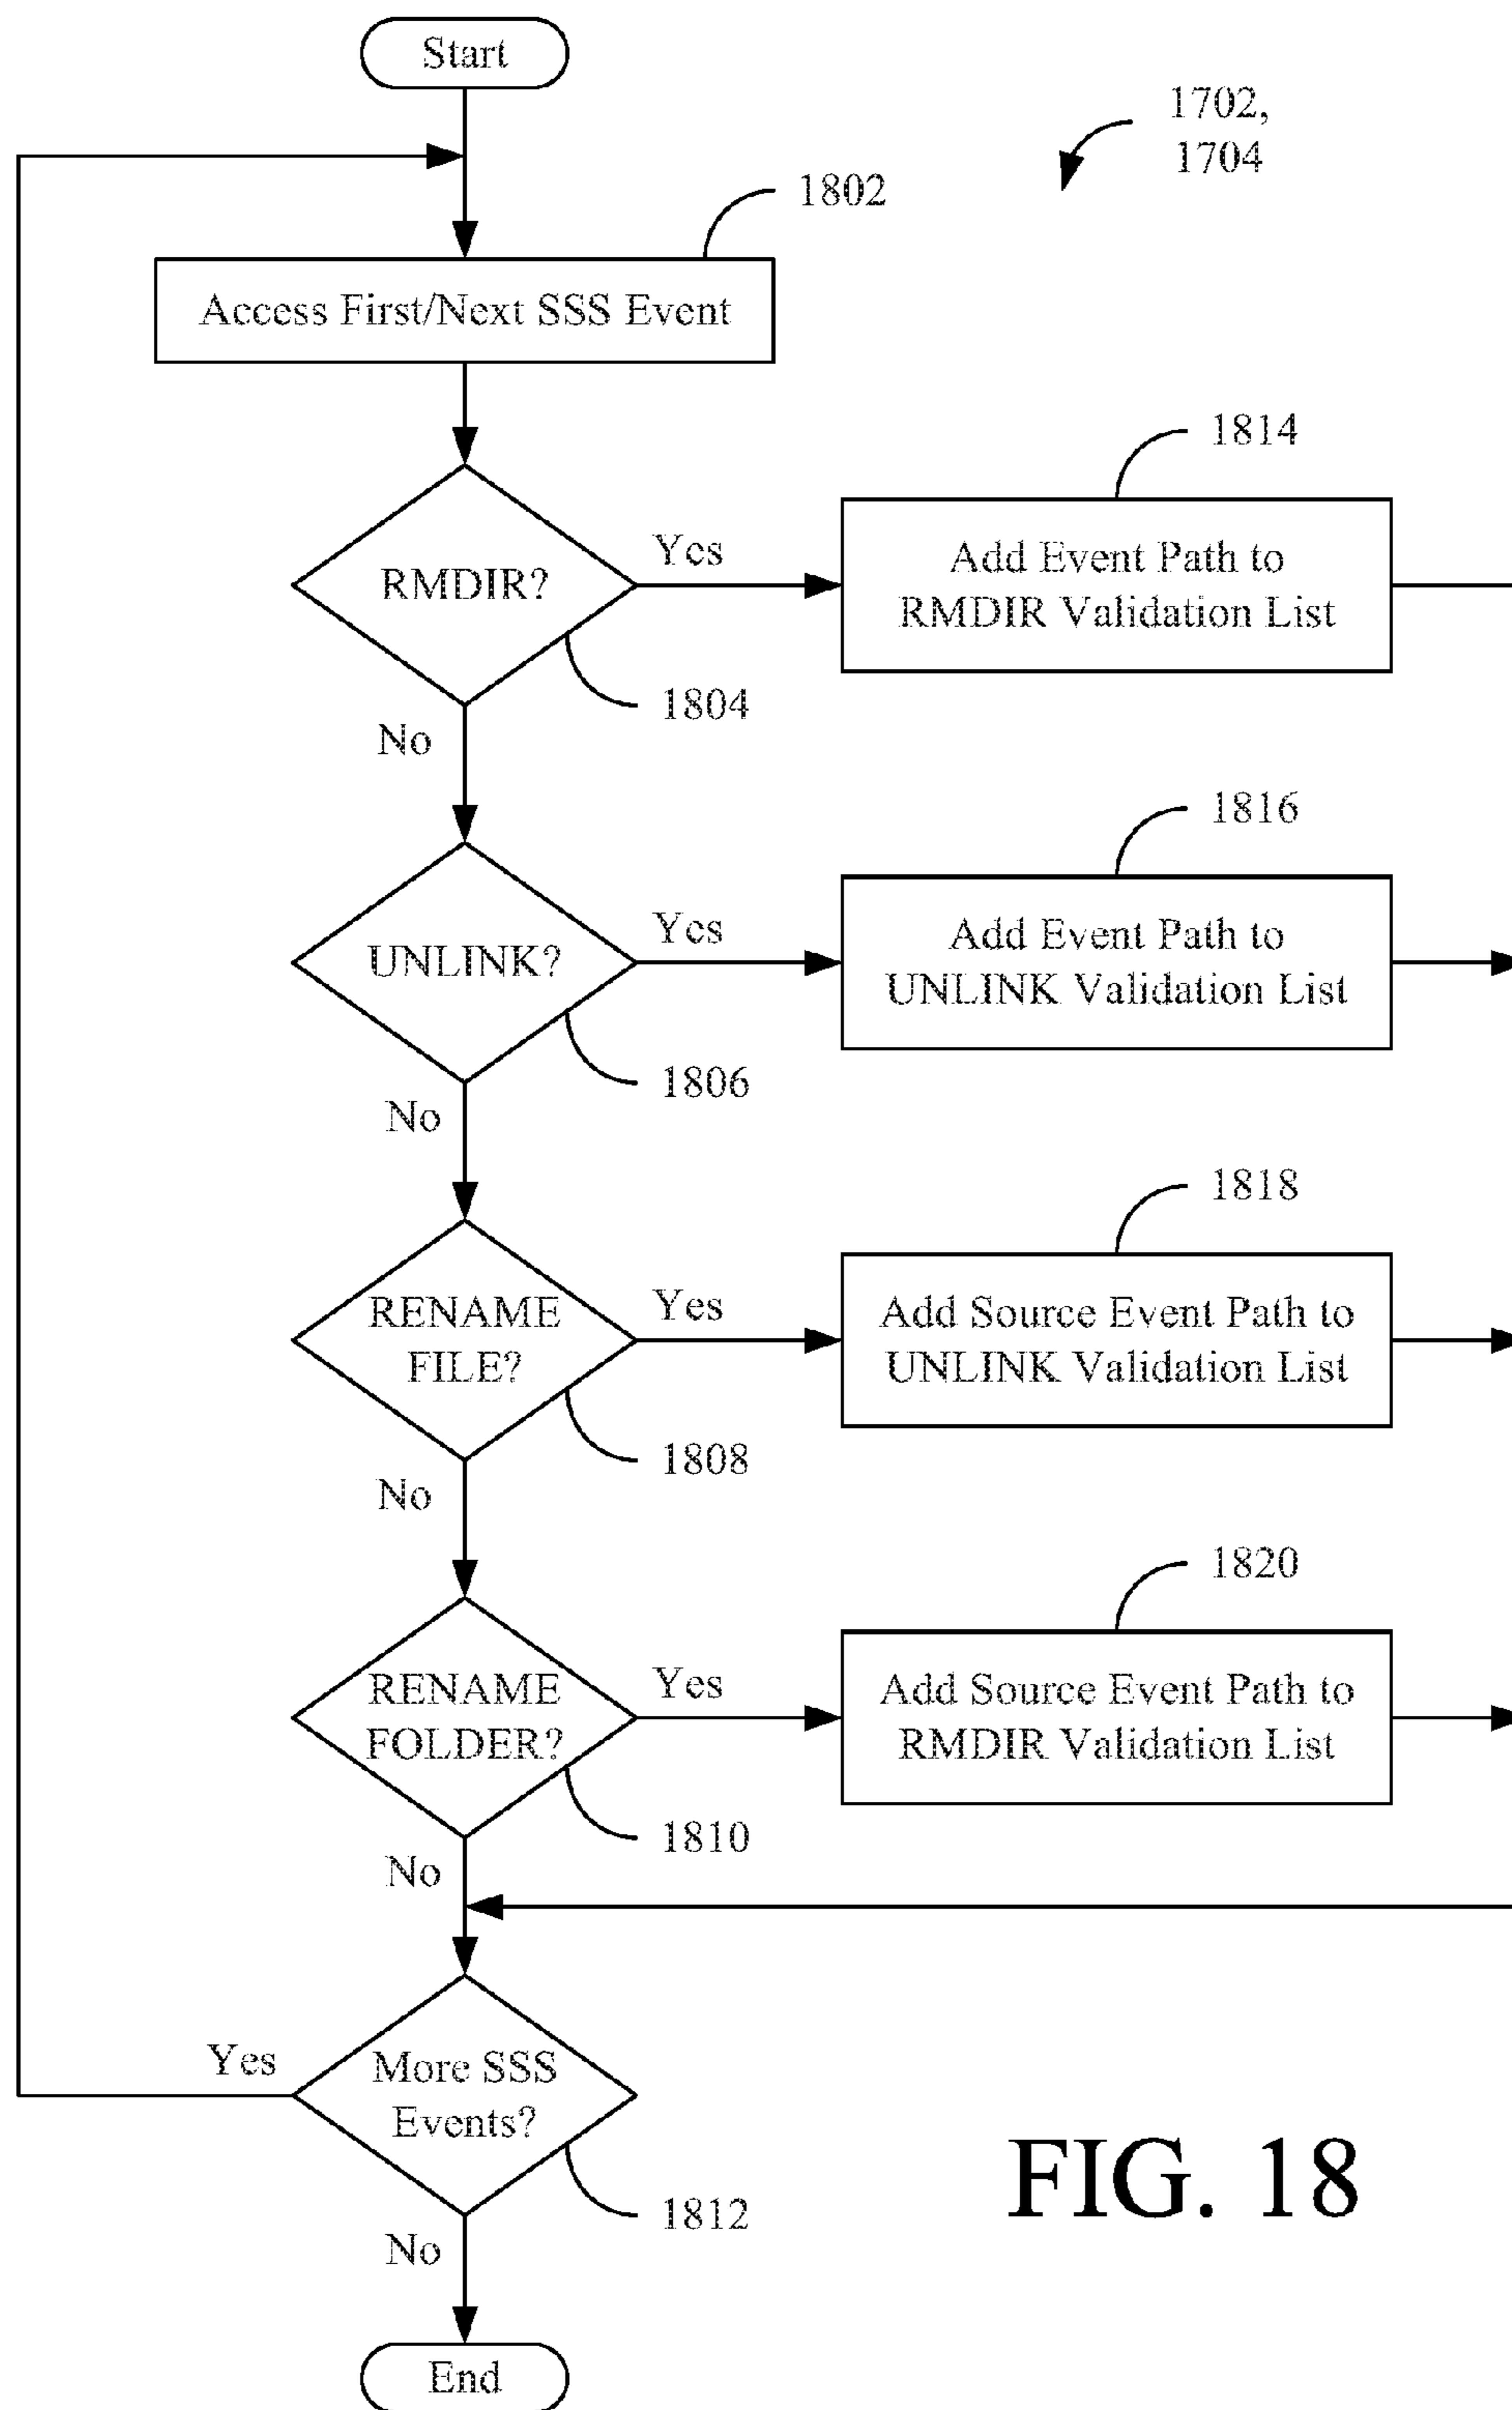 Start
1702,
1704
1802
Access First/Next SSS Event
1814
RMDIR?
Yes
Add Event Path to
RMDIR Validation List
1804
No
1816
UNLINK?
Yes
Add Event Path to
UNLINK Validation List
1806
No
1818
RENAME
FILE?
Yes
Add Source Event Path to
UNLINK Validation List
1808
No
1820
RENAME
FOLDER?
Yes
Add Source Event Path to
RMDIR Validation List
1810
No
Yes
More SSS
Events?
1812
No
End
FIG. 18